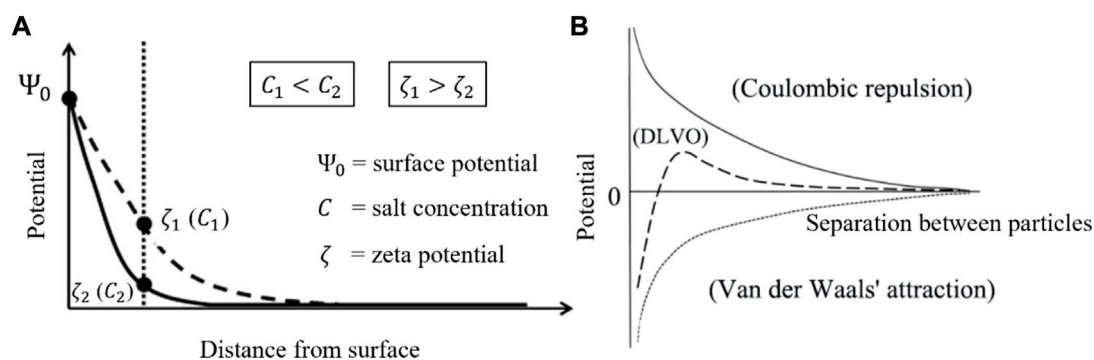 A
Ψ₀
Potential
C₁ < C₂
ζ₁ > ζ₂
Ψ₀ = surface potential
C = salt concentration
ζ = zeta potential
ζ₁ (C₁)
ζ₂ (C₂)
Distance from surface
B
Potential
0
(Coulombic repulsion)
(DLVO)
Separation between particles
(Van der Waals' attraction)